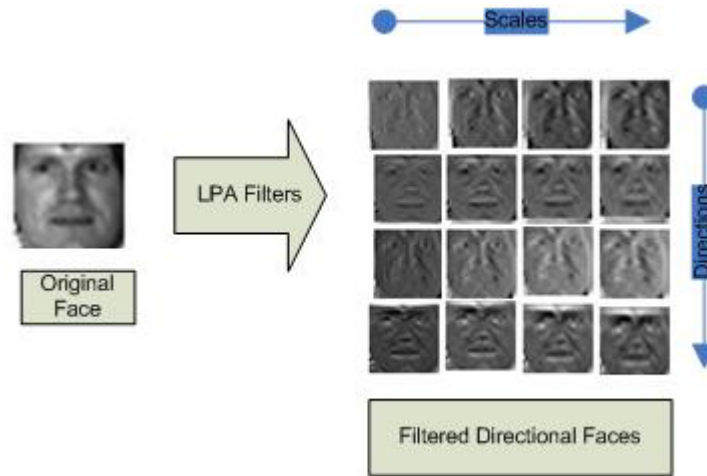 Scales
LPA Filters
Directions
Original
Face
Filtered Directional Faces